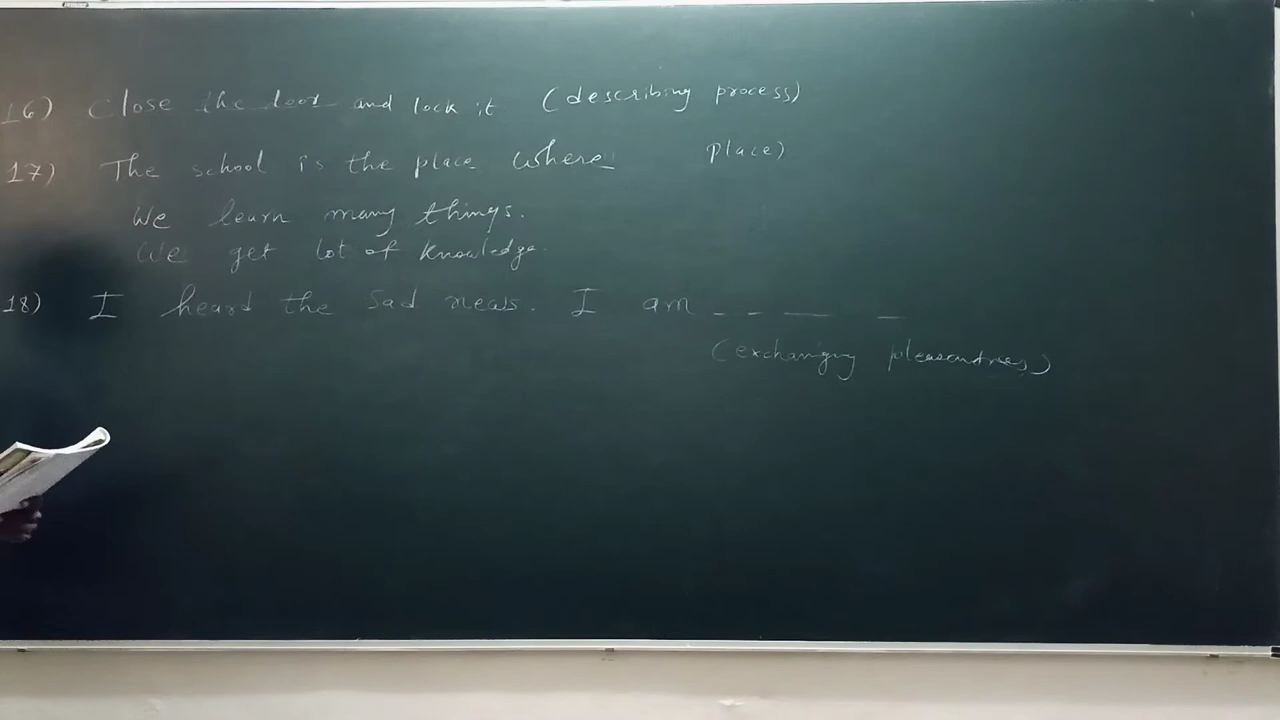 16) Close the door and lock it (describing process)
17) The school is the place where place)
We learn many things.
We get lot of knowledge.
18) I heard the sad news. I am -- -- --
(exchanging pleasentries)